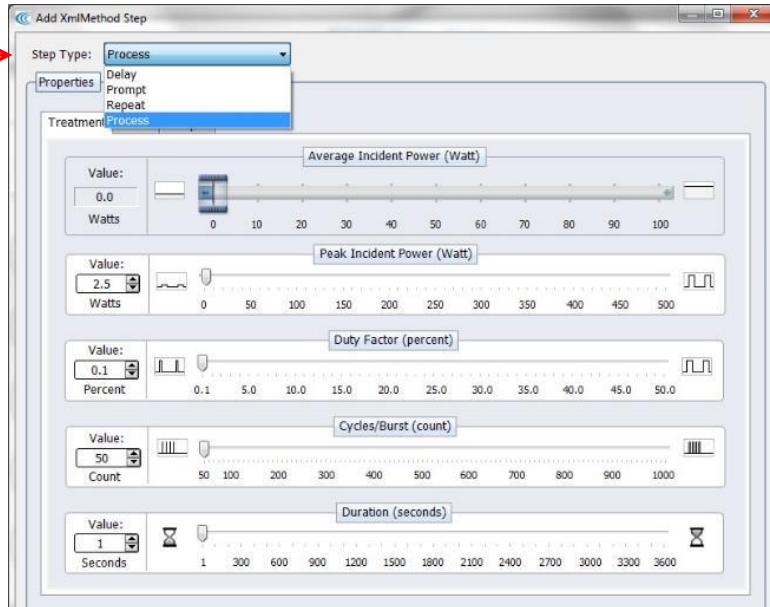 Add XmlMethod Step
Step Type: Process
Delay
Prompt
Repeat
Process
Properties
Treatment
Average Incident Power (Watt)
Value:
0.0
Watts
0 10 20 30 40 50 60 70 80 90 100
Peak Incident Power (Watt)
Value:
2.5
Watts
0 50 100 150 200 250 300 350 400 450 500
Duty Factor (percent)
Value:
0.1
Percent
0.1 5.0 10.0 15.0 20.0 25.0 30.0 35.0 40.0 45.0 50.0
Cycles/Burst (count)
Value:
50
Count
50 100 200 300 400 500 600 700 800 900 1000
Duration (seconds)
Value:
1
Seconds
1 300 600 900 1200 1500 1800 2100 2400 2700 3000 3300 3600